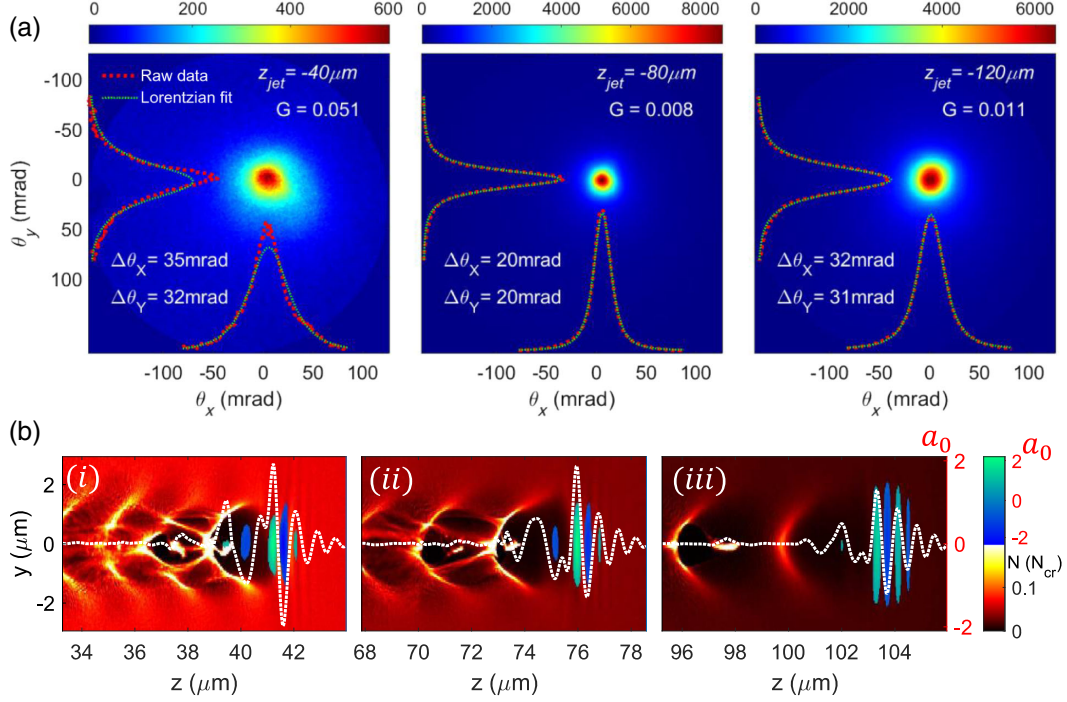 (a)
0 200 400 600
0 2000 4000 6000 8000
0 2000 4000 6000
Raw data
Lorentzian fit
z_jet = -40μm
G = 0.051
z_jet = -80μm
G = 0.008
z_jet = -120μm
G = 0.011
-100
-50
0
50
100
θ_y (mrad)
Δθ_X = 35mrad
Δθ_Y = 32mrad
Δθ_X = 20mrad
Δθ_Y = 20mrad
Δθ_X = 32mrad
Δθ_Y = 31mrad
-100 -50 0 50 100
-100 -50 0 50 100
-100 -50 0 50 100
θ_x (mrad)
θ_x (mrad)
θ_x (mrad)
(b)
(i)
(ii)
(iii)
a_0
a_0
2
0
-2
y (μm)
2
0
-2
2
0
-2
N (N_cr)
0.1
0
34 36 38 40 42
68 70 72 74 76 78
96 98 100 102 104
z (μm)
z (μm)
z (μm)